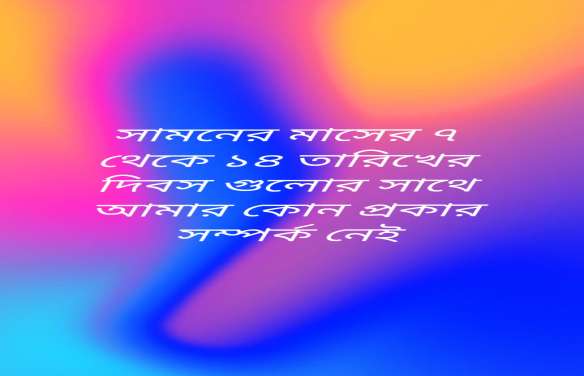 সামনের মাসের ৭
থেকে ১৪ তারিখের
দিবস গুলোর সাথে
আমার কোন প্রকার
সম্পর্ক নেই